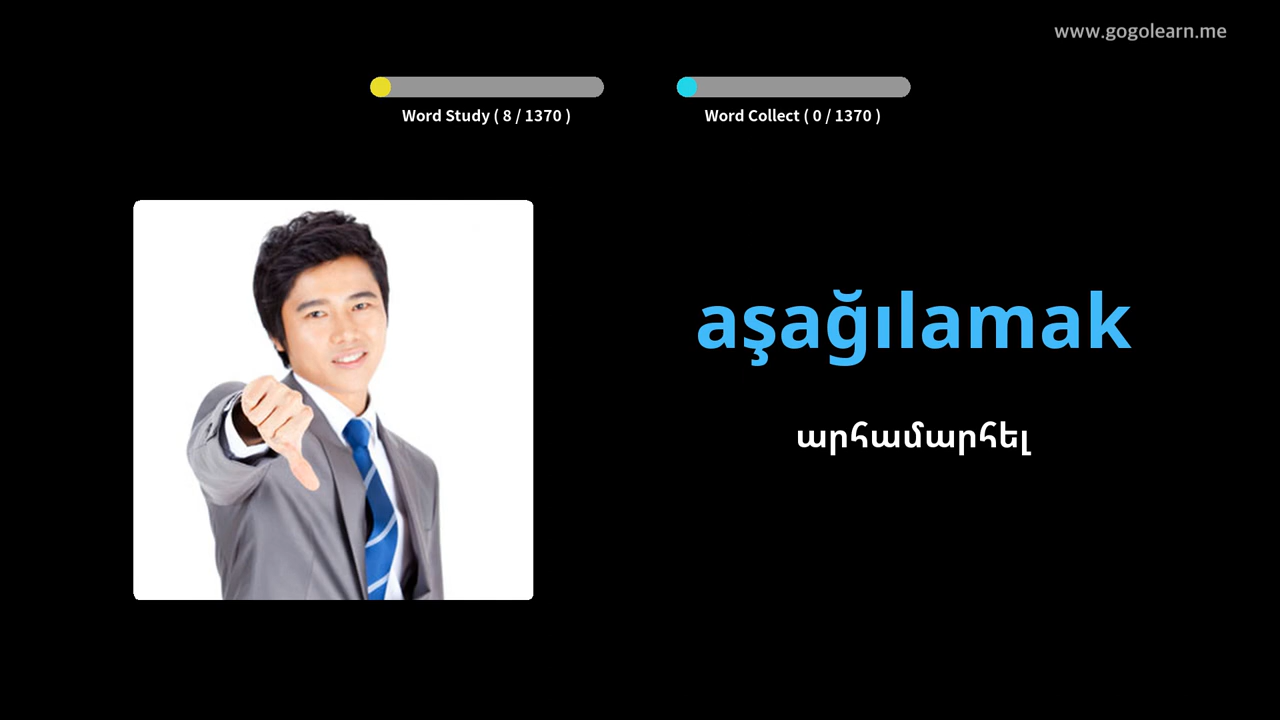 www.gogolearn.me
Word Study ( 8 / 1370 )
Word Collect ( 0 / 1370 )
aşağılamak
արհամարհել